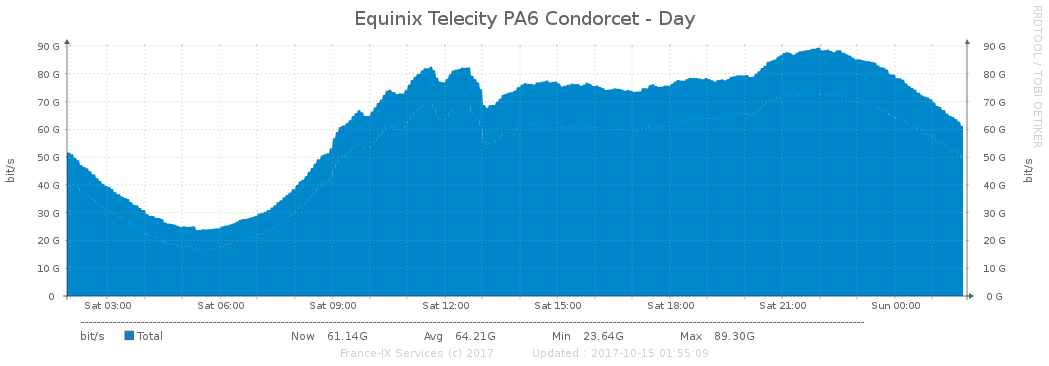 Equinix Telecity PA6 Condorcet - Day
RRDTOOL / TOBI OETIKER
90 G 90 G
80 G 80 G
70 G 70 G
60 G 60 G
50 G 50 G
40 G 40 G
30 G 30 G
20 G 20 G
10 G 10 G
0 0 G
bit/s bit/s
Sat 03:00 Sat 06:00 Sat 09:00 Sat 12:00 Sat 15:00 Sat 18:00 Sat 21:00 Sun 00:00
bit/s Total Now 61.14G Avg 64.21G Min 23.64G Max 89.30G
France-IX Services (c) 2017 Updated : 2017-10-15 01:55:09